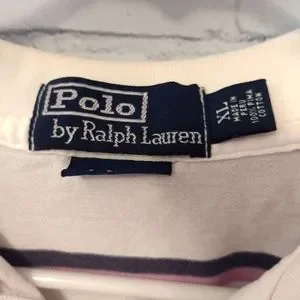 Polo
by Ralph Lauren
XL
MADE IN
PERU
100% PIMA
COTTON